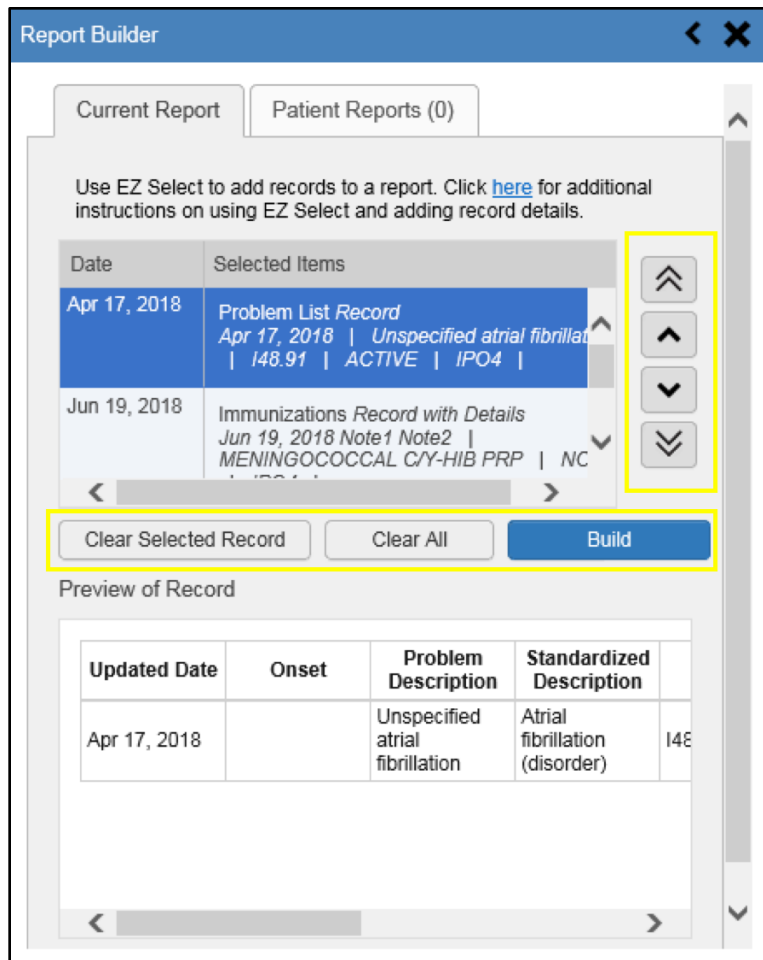 Report Builder
Current Report
Patient Reports (0)
Use EZ Select to add records to a report. Click here for additional
instructions on using EZ Select and adding record details.
Date
Selected Items
Apr 17, 2018
Problem List Record
Apr 17, 2018 | Unspecified atrial fibrillat
| I48.91 | ACTIVE | IPO4 |
Jun 19, 2018
Immunizations Record with Details
Jun 19, 2018 Note1 Note2 |
MENINGOCOCCAL C/Y-HIB PRP | NC
Clear Selected Record
Clear All
Build
Preview of Record
Updated Date
Onset
Problem
Description
Standardized
Description
Apr 17, 2018
Unspecified
atrial
fibrillation
Atrial
fibrillation
(disorder)
I48